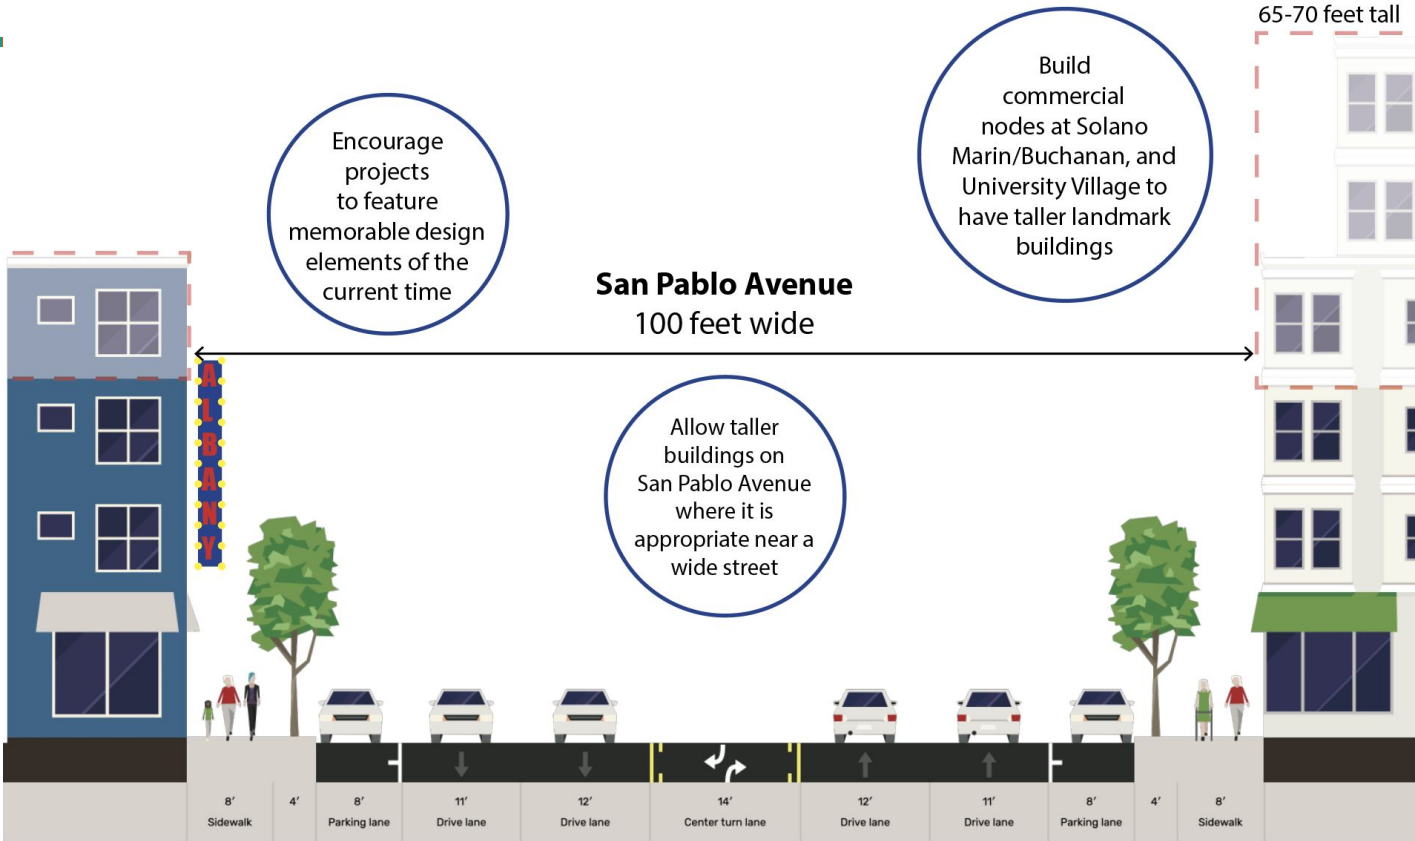 65-70 feet tall
Build
commercial
nodes at Solano
Marin/Buchanan, and
University Village to
have taller landmark
buildings
Encourage
projects
to feature
memorable design
elements of the
current time
San Pablo Avenue
100 feet wide
ALBANY
Allow taller
buildings on
San Pablo Avenue
where it is
appropriate near a
wide street
8′ 4′ 8′ 11′ 12′ 14′ 12′ 11′ 8′ 4′ 8′
Sidewalk Parking lane Drive lane Drive lane Center turn lane Drive lane Drive lane Parking lane Sidewalk